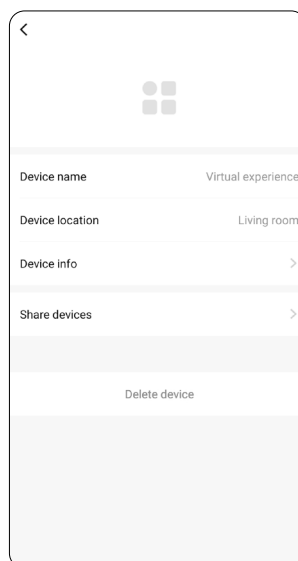 Device name Virtual experience
Device location Living room
Device info
Share devices
Delete device